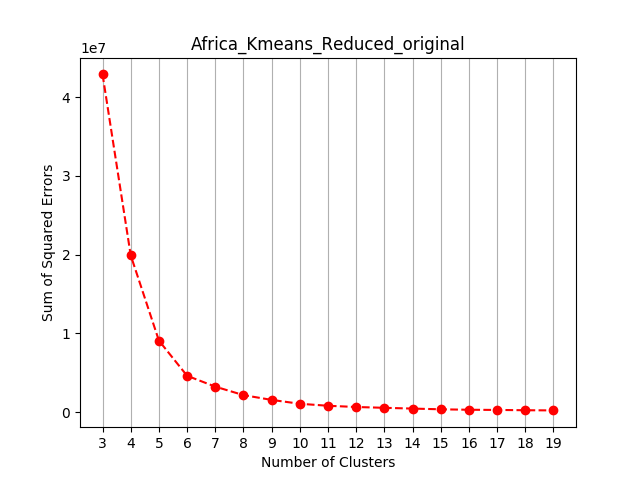 Africa_Kmeans_Reduced_original
1e7
4
3
2
1
0
Sum of Squared Errors
3 4 5 6 7 8 9 10 11 12 13 14 15 16 17 18 19
Number of Clusters